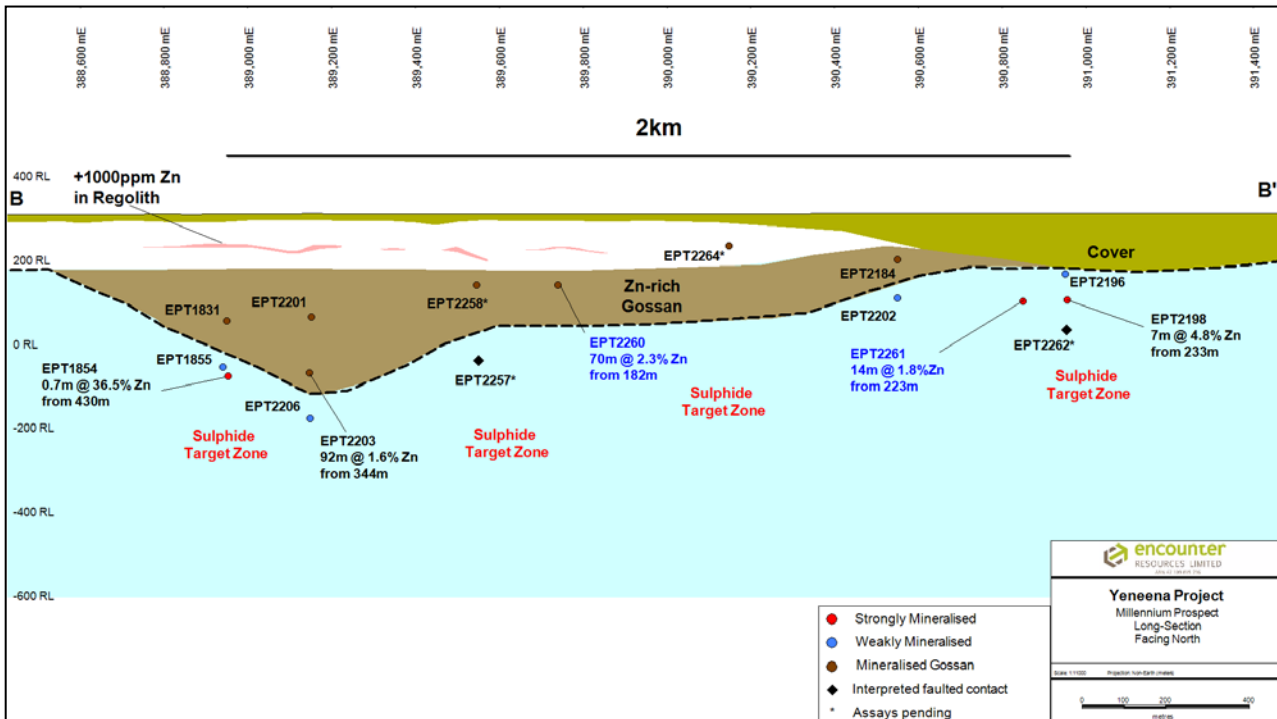 388,600 mE
388,800 mE
389,000 mE
389,200 mE
389,400 mE
389,600 mE
389,800 mE
390,000 mE
390,200 mE
390,400 mE
390,600 mE
390,800 mE
391,000 mE
391,200 mE
391,400 mE
2km
400 RL
+1000ppm Zn
in Regolith
B
B'
200 RL
EPT2264*
Cover
EPT2184
EPT2196
Zn-rich
Gossan
EPT1831
EPT2201
EPT2258*
EPT2202
EPT2198
7m @ 4.8% Zn
from 233m
0 RL
EPT2260
70m @ 2.3% Zn
from 182m
EPT2261
14m @ 1.8%Zn
from 223m
EPT2262*
EPT1854
0.7m @ 36.5% Zn
from 430m
EPT1855
EPT2257*
Sulphide
Target Zone
Sulphide
Target Zone
EPT2206
-200 RL
Sulphide
Target Zone
EPT2203
92m @ 1.6% Zn
from 344m
Sulphide
Target Zone
-400 RL
-600 RL
Strongly Mineralised
Weakly Mineralised
Mineralised Gossan
Interpreted faulted contact
* Assays pending
encounter
RESOURCES LIMITED
Yeneena Project
Millennium Prospect
Long-Section
Facing North
Projection: Non-Earth (meters)
0 100 200 400
metres